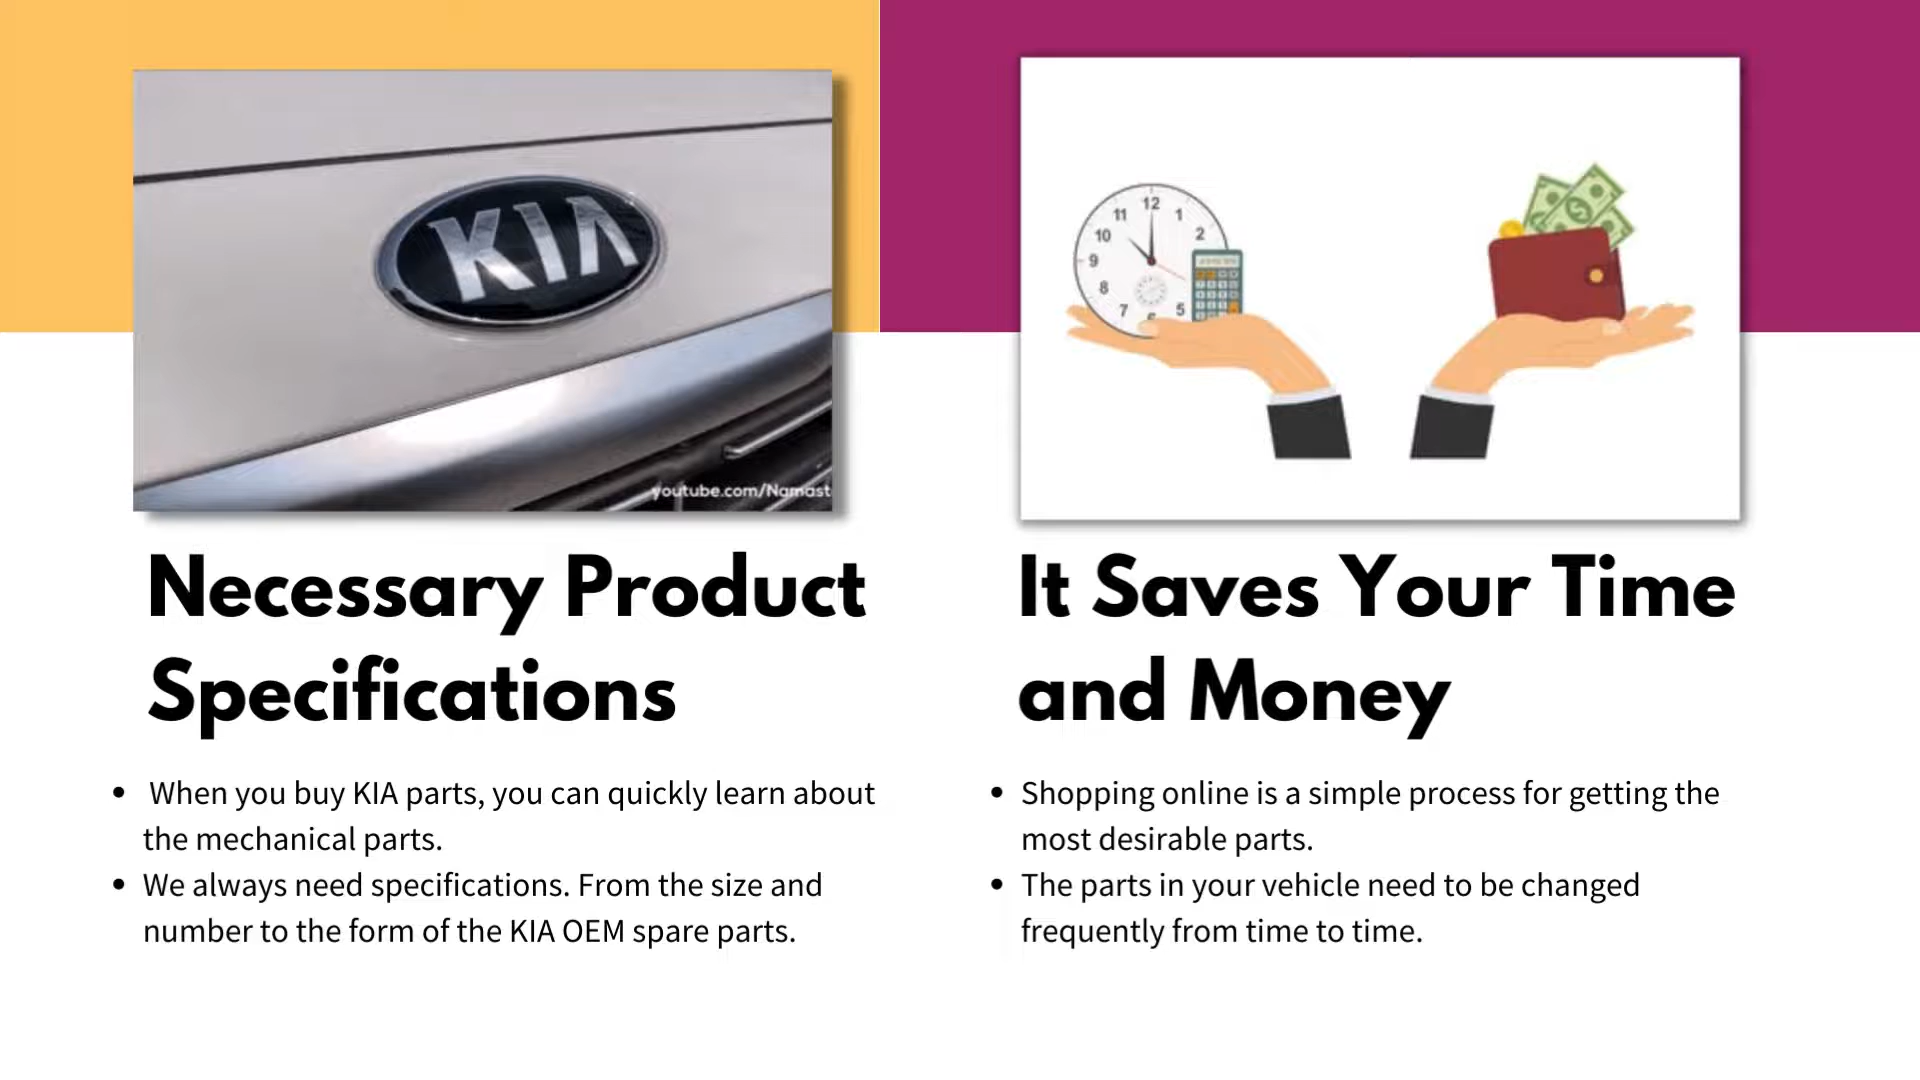 KIA
youtube.com/Namast
12
11
1
10
2
9
8
7
5
6
Necessary Product
Specifications
It Saves Your Time
and Money
• When you buy KIA parts, you can quickly learn about
the mechanical parts.
• We always need specifications. From the size and
number to the form of the KIA OEM spare parts.
• Shopping online is a simple process for getting the
most desirable parts.
• The parts in your vehicle need to be changed
frequently from time to time.